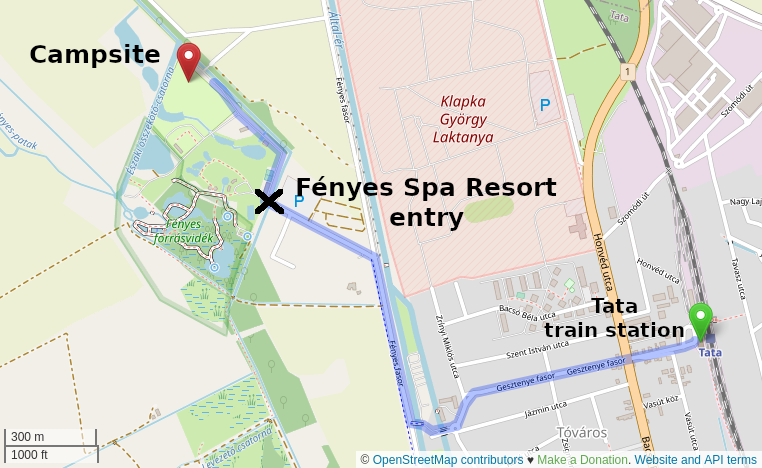 Campsite
Által-ér
Tata
1
Szomódi út
Klapka
György
Laktanya
P
Fényes fasor
Északi összekötő csatorna
Fényes-patak
Fényes Spa Resort
entry
P
Fényes
forrásvidék
Szomódi út
Nagy Laj
Honvéd utca
Honvéd utca
Tavasz utca
Tata
train station
Bacsó Béla utca
Zrínyi Miklós utca
Szent István utca
Tata
Fényes fasor
Gesztenye fasor
Gesztenye fasor
Jázmin utca
Vasút köz
Vasút utca
Tóváros
300 m
1000 ft
© OpenStreetMap contributors ♥ Make a Donation. Website and API terms